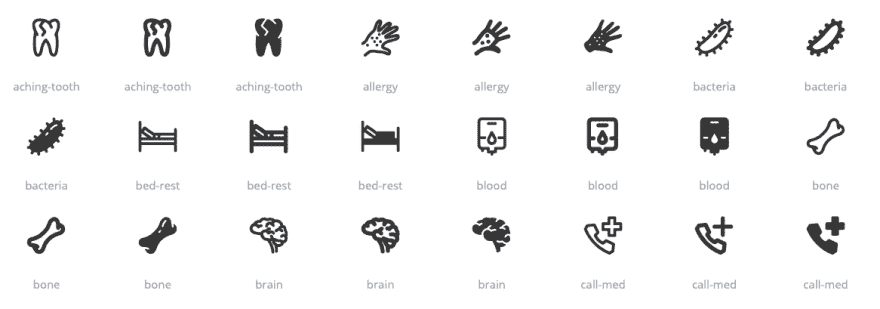 aching-tooth aching-tooth aching-tooth allergy allergy allergy bacteria bacteria
bacteria bed-rest bed-rest bed-rest blood blood blood bone
bone bone brain brain brain call-med call-med call-med